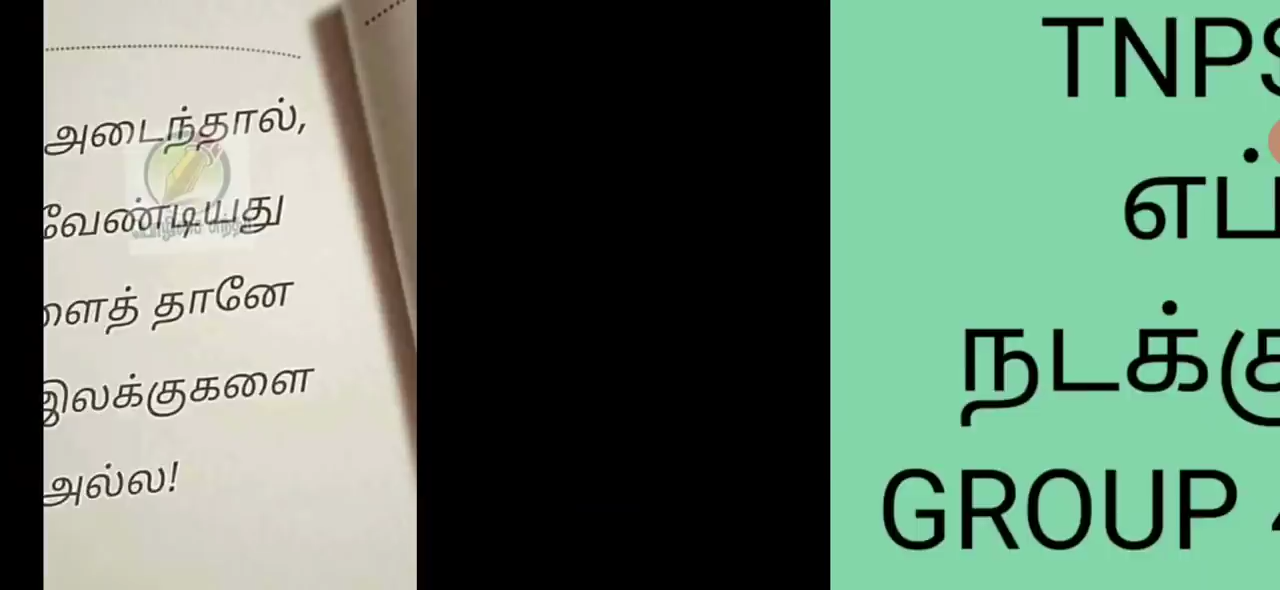 அடைந்தால்,
வேண்டியது
ளைத் தானே
இலக்குகளை
அல்ல!
TNPS
எப்
நடக்கு
GROUP